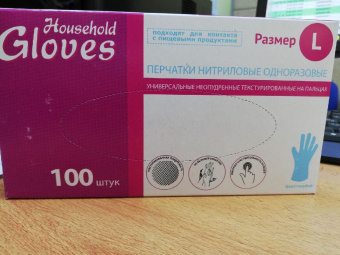 Household
Gloves
подходят для контакта
с пищевыми продуктами
Размер L
ПЕРЧАТКИ НИТРИЛОВЫЕ ОДНОРАЗОВЫЕ
УНИВЕРСАЛЬНЫЕ НЕОПУДРЕННЫЕ ТЕКСТУРИРОВАННЫЕ НА ПАЛЬЦАХ
100 штук